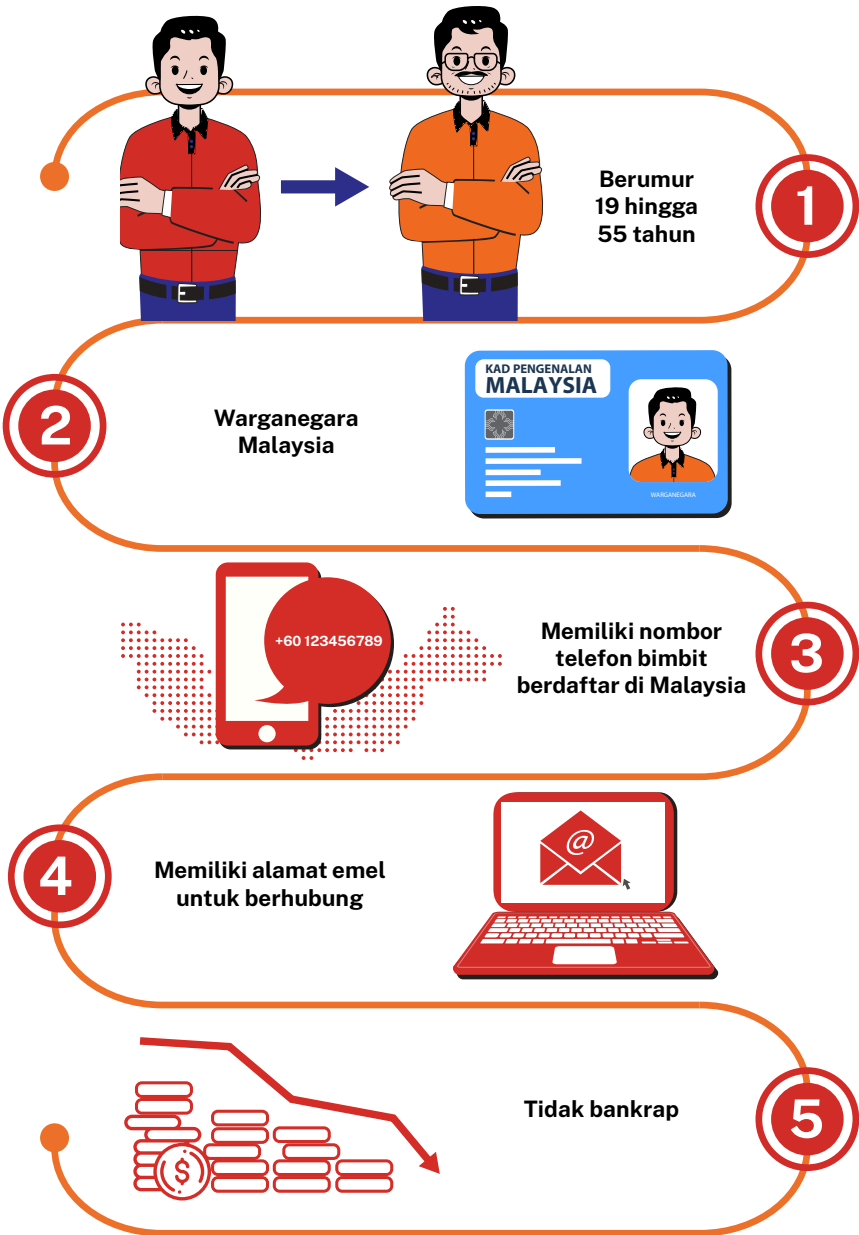 Berumur
19 hingga
55 tahun
1
KAD PENGENALAN
MALAYSIA
WARGANEGARA
2
Warganegara
Malaysia
+60 123456789
Memiliki nombor
telefon bimbit
berdaftar di Malaysia
3
4
Memiliki alamat emel
untuk berhubung
@
Tidak bankrap
5
$